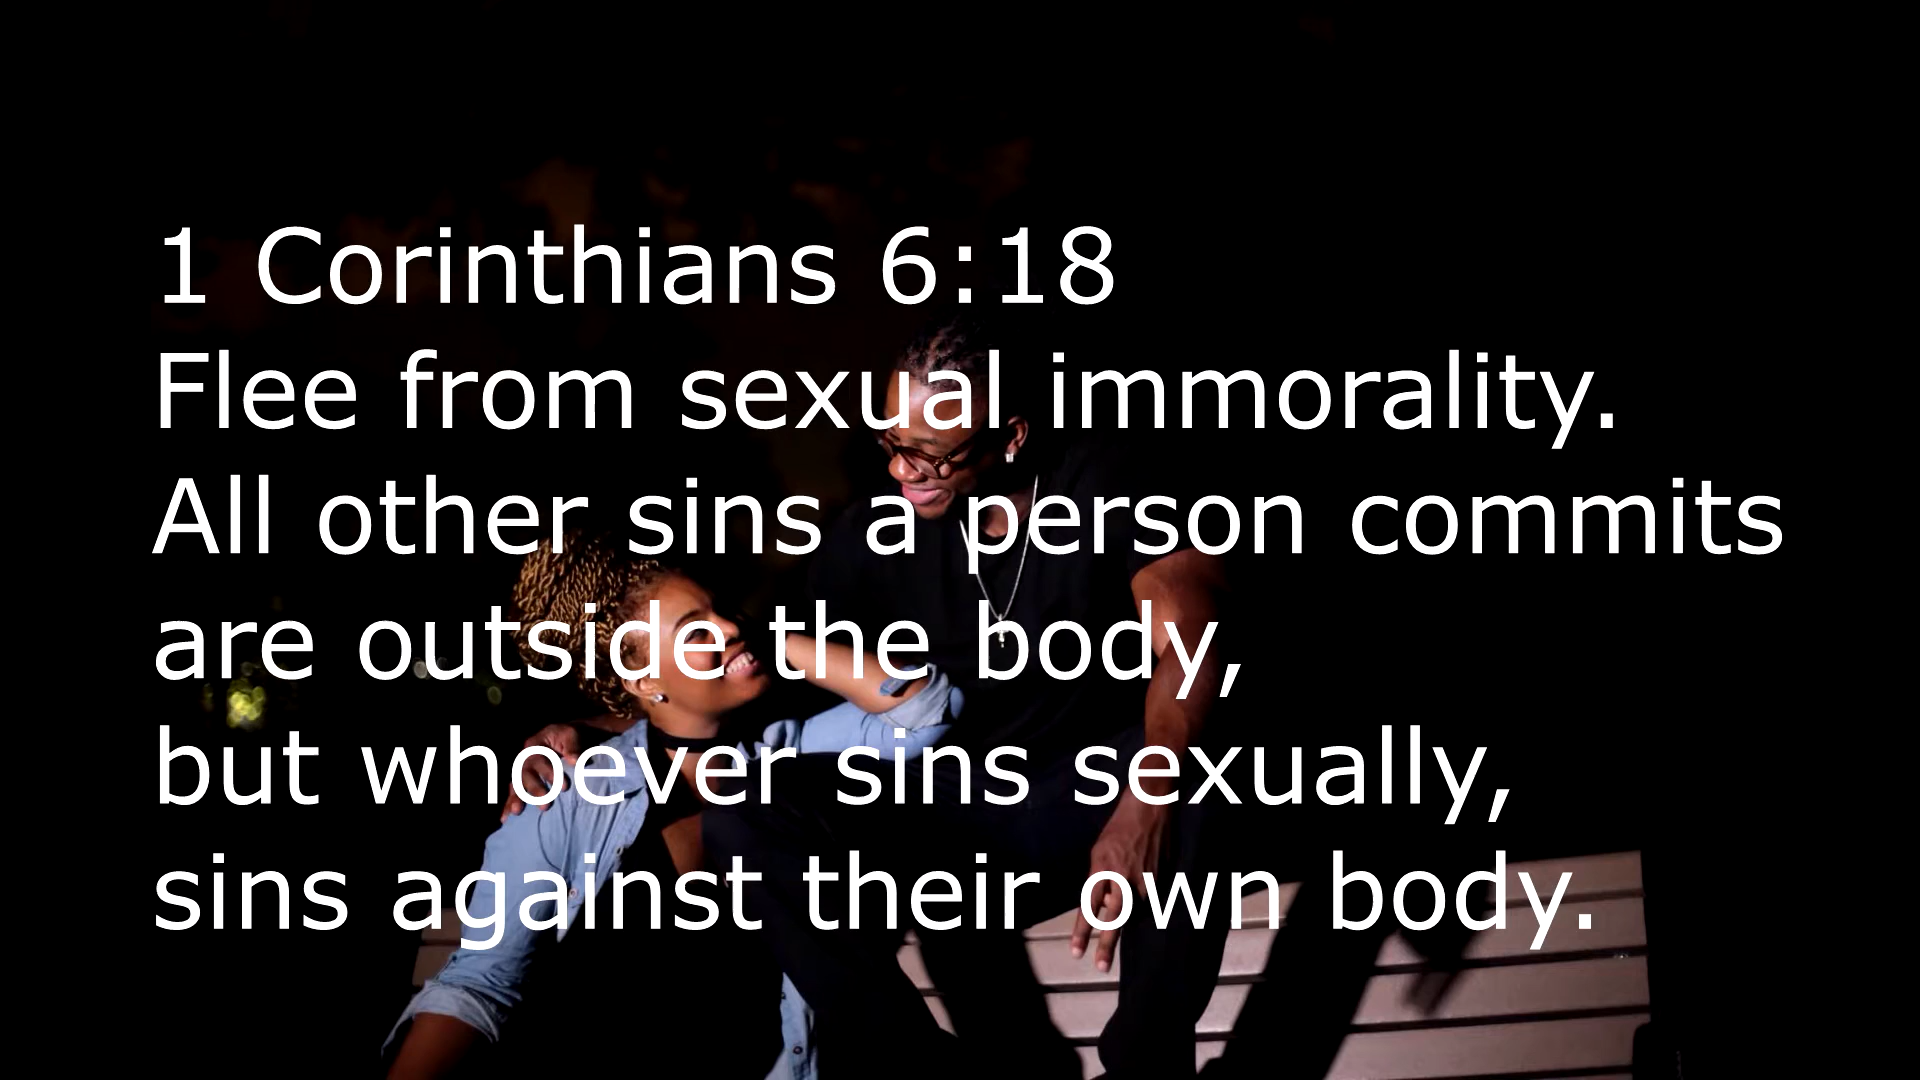 1 Corinthians 6:18
Flee from sexual immorality.
All other sins a person commits
are outside the body,
but whoever sins sexually,
sins against their own body.